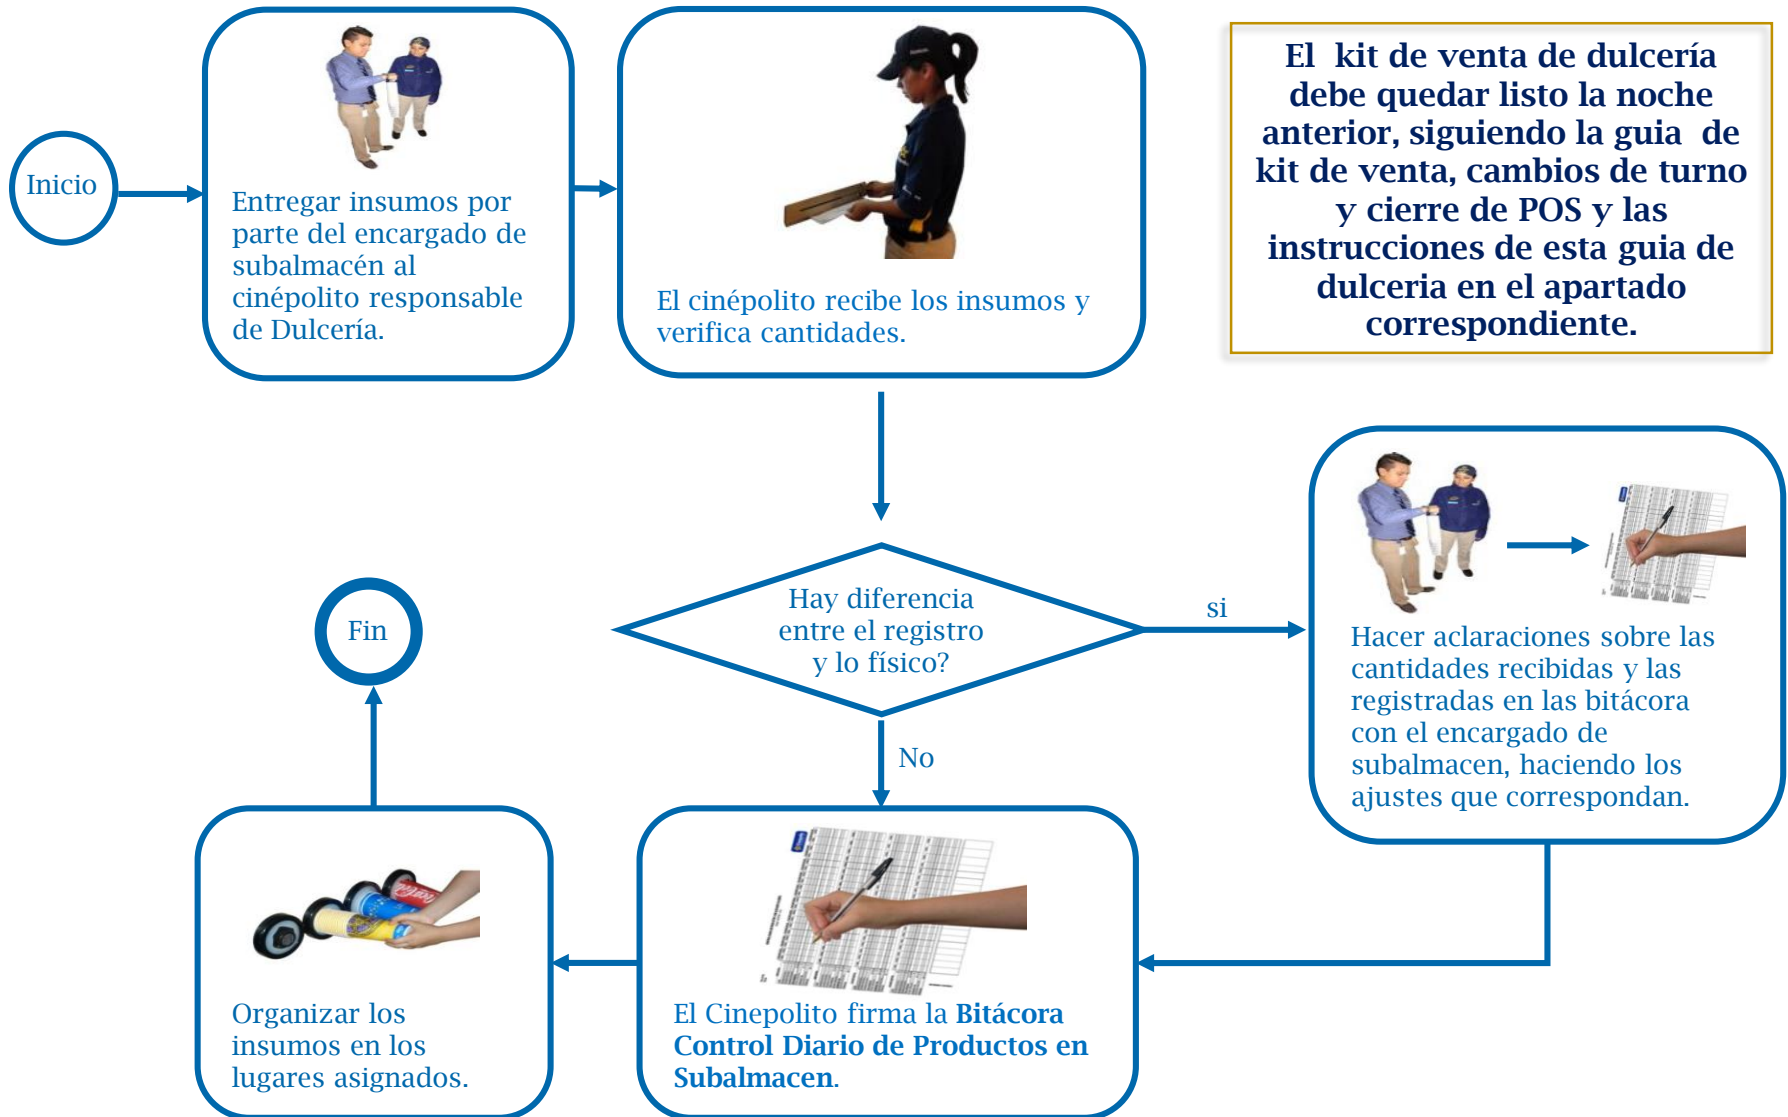 Inicio
Entregar insumos por
parte del encargado de
subalmacén al
cinépolito responsable
de Dulcería.
El cinépolito recibe los insumos y
verifica cantidades.
El kit de venta de dulcería
debe quedar listo la noche
anterior, siguiendo la guia de
kit de venta, cambios de turno
y cierre de POS y las
instrucciones de esta guia de
dulceria en el apartado
correspondiente.
Hay diferencia
entre el registro
y lo físico?
si
No
Hacer aclaraciones sobre las
cantidades recibidas y las
registradas en las bitácora
con el encargado de
subalmacen, haciendo los
ajustes que correspondan.
El Cinepolito firma la Bitácora
Control Diario de Productos en
Subalmacen.
Organizar los
insumos en los
lugares asignados.
Fin